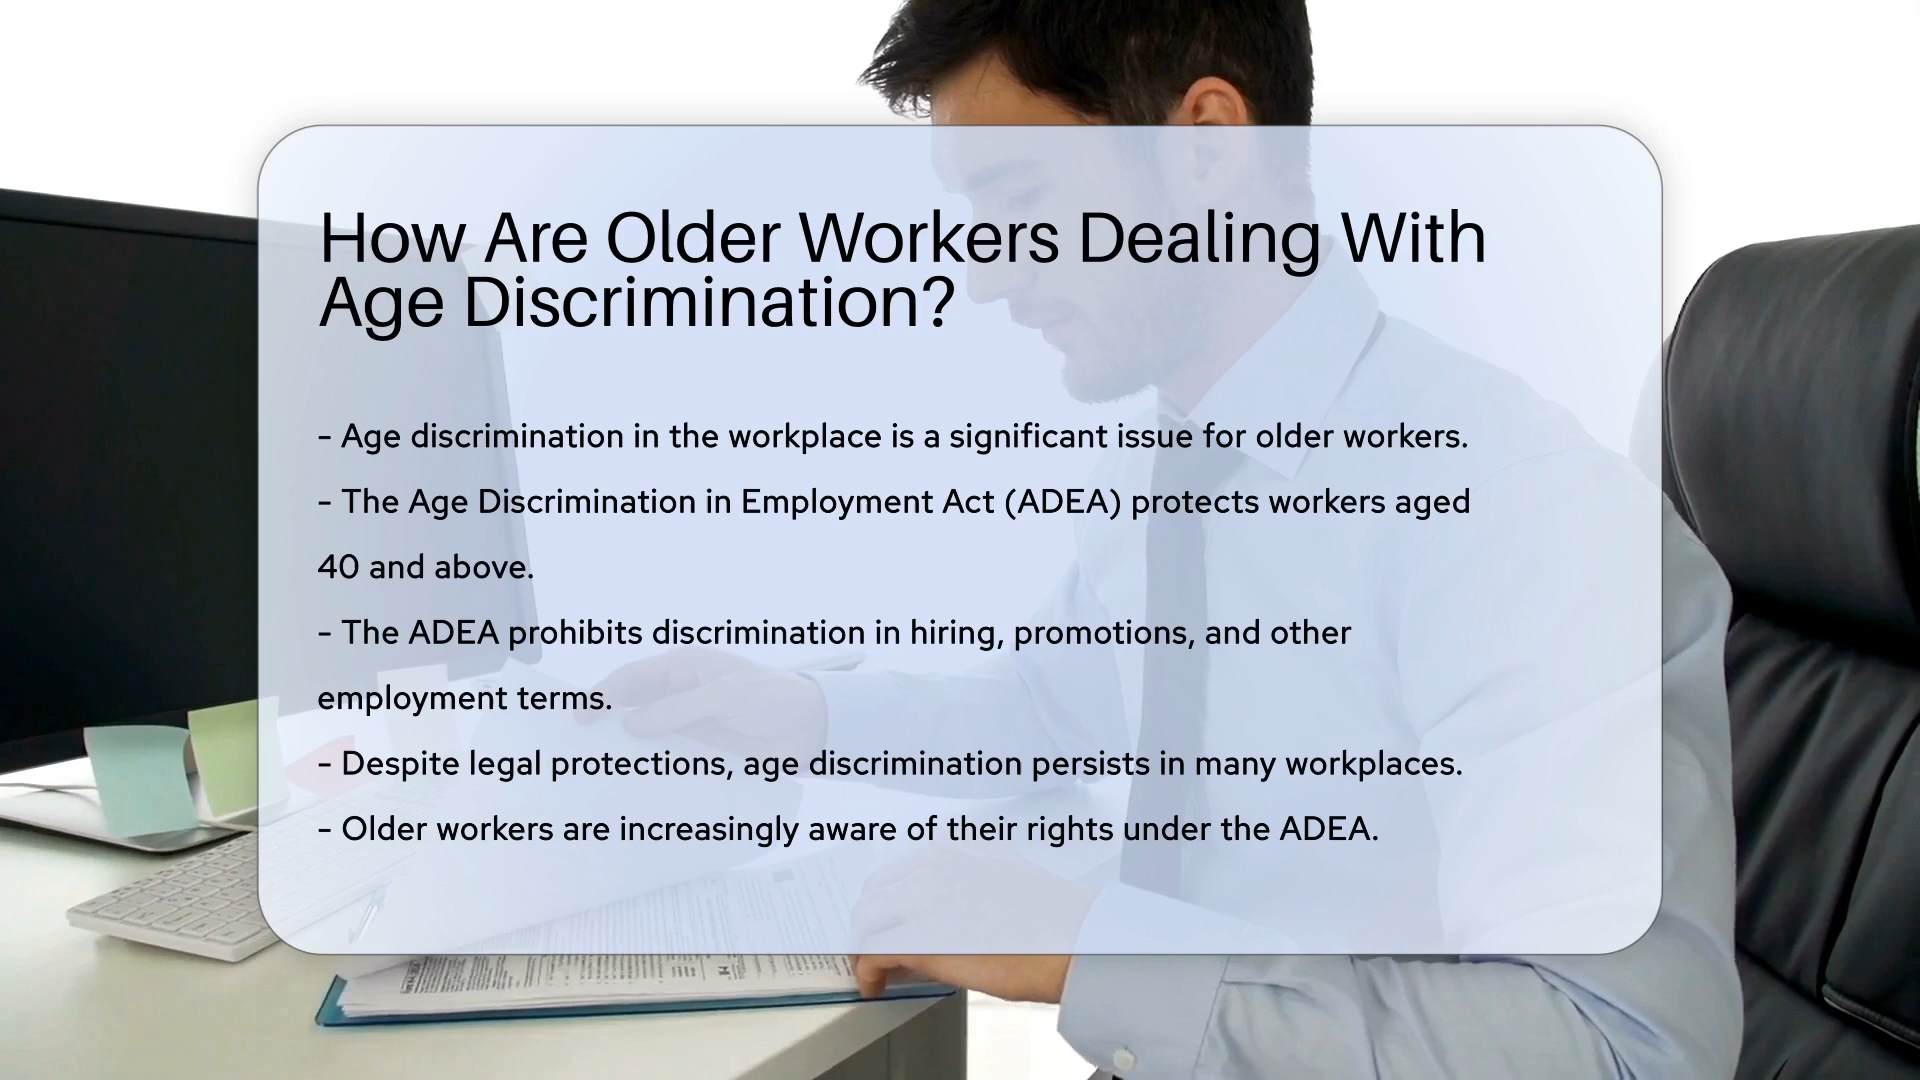 How Are Older Workers Dealing With
Age Discrimination?
- Age discrimination in the workplace is a significant issue for older workers.
- The Age Discrimination in Employment Act (ADEA) protects workers aged
40 and above.
- The ADEA prohibits discrimination in hiring, promotions, and other
employment terms.
- Despite legal protections, age discrimination persists in many workplaces.
- Older workers are increasingly aware of their rights under the ADEA.